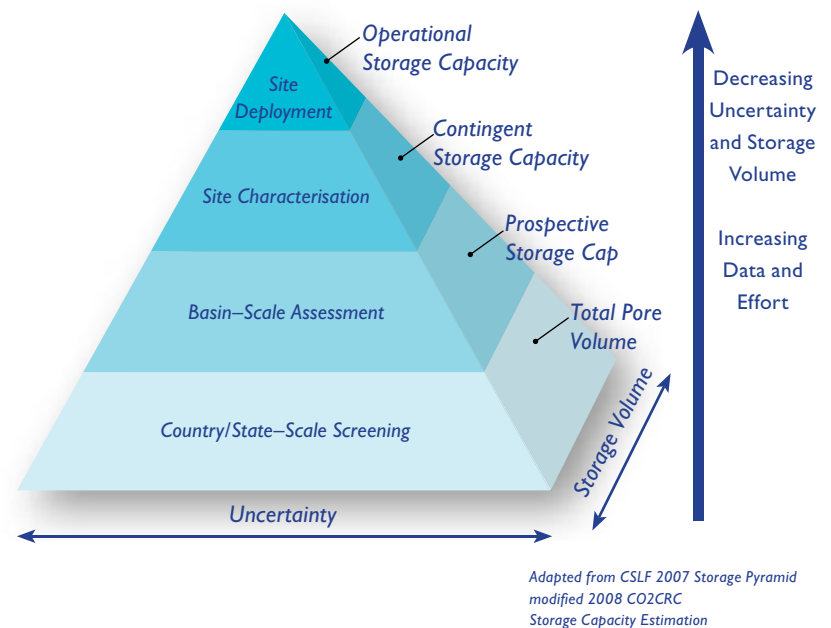 Operational
Storage Capacity
Site
Deployment
Contingent
Storage Capacity
Site Characterisation
Prospective
Storage Cap
Basin–Scale Assessment
Total Pore
Volume
Country/State–Scale Screening
Storage Volume
Uncertainty
Decreasing
Uncertainty
and Storage
Volume
Increasing
Data and
Effort
Adapted from CSLF 2007 Storage Pyramid
modified 2008 CO2CRC
Storage Capacity Estimation